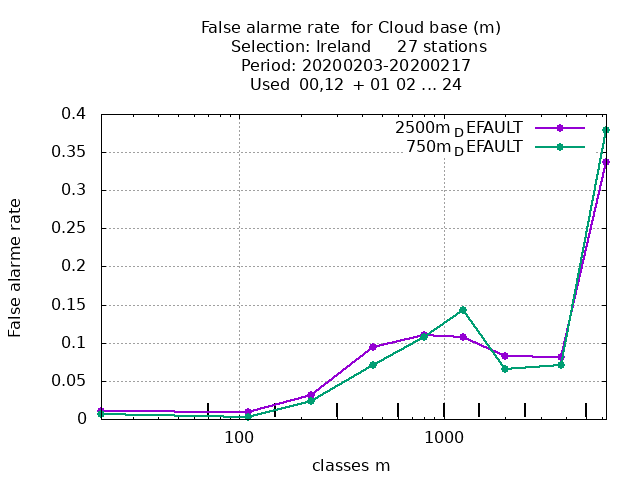 False alarme rate  for Cloud base (m)
Selection: Ireland     27 stations
Period: 20200203-20200217
Used  00,12  + 01 02 ... 24
2500m_DEFAULT
750m_DEFAULT
0.4
0.35
0.3
0.25
0.2
0.15
0.1
0.05
0
False alarme rate
100 1000
classes m